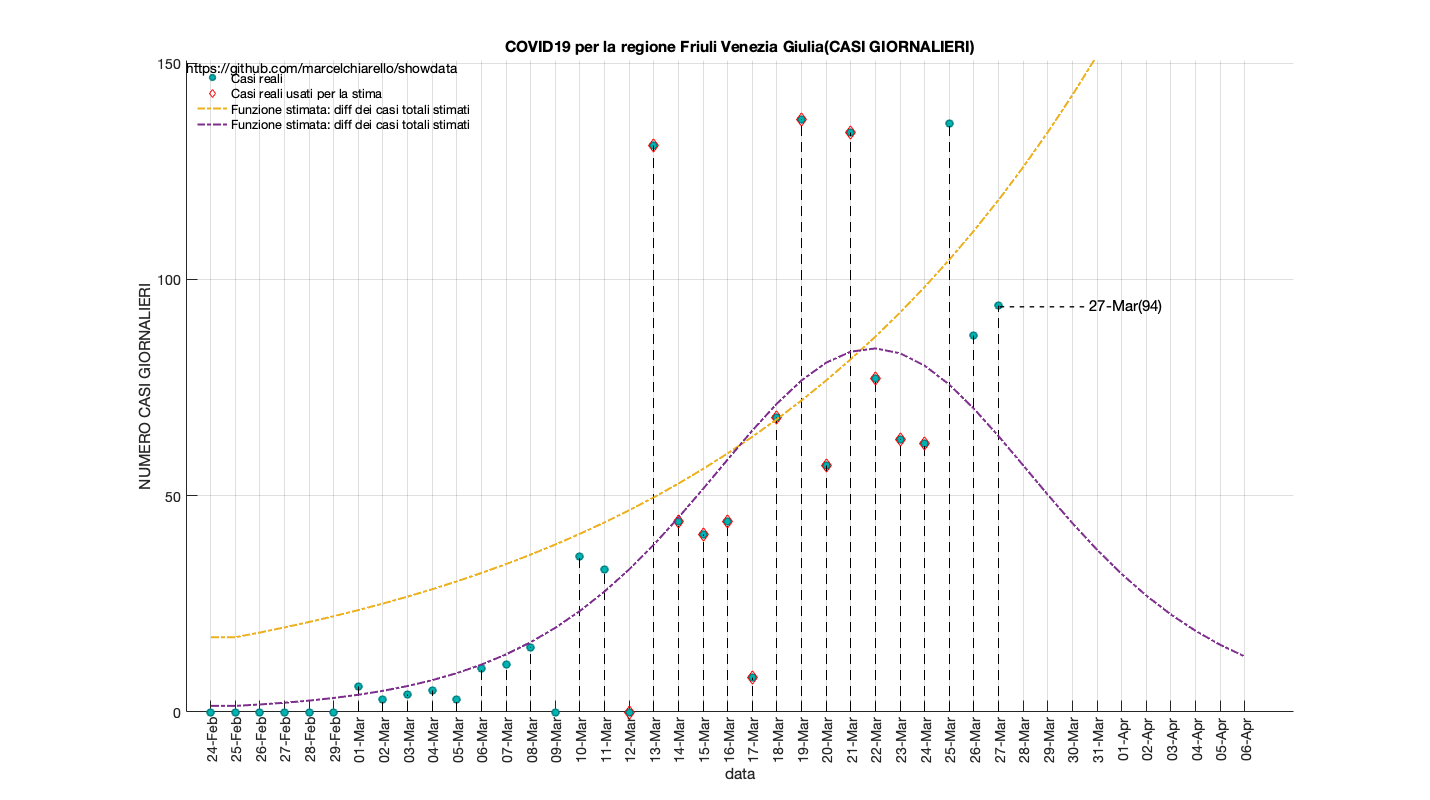 COVID19 per la regione Friuli Venezia Giulia(CASI GIORNALIERI)
https://github.com/marcelchiarello/showdata
Casi reali
Casi reali usati per la stima
Funzione stimata: diff dei casi totali stimati
Funzione stimata: diff dei casi totali stimati
150
100
50
0
NUMERO CASI GIORNALIERI
27-Mar(94)
24-Feb
25-Feb
26-Feb
27-Feb
28-Feb
29-Feb
01-Mar
02-Mar
03-Mar
04-Mar
05-Mar
06-Mar
07-Mar
08-Mar
09-Mar
10-Mar
11-Mar
12-Mar
13-Mar
14-Mar
15-Mar
16-Mar
17-Mar
18-Mar
19-Mar
20-Mar
21-Mar
22-Mar
23-Mar
24-Mar
25-Mar
26-Mar
27-Mar
28-Mar
29-Mar
30-Mar
31-Mar
01-Apr
02-Apr
03-Apr
04-Apr
05-Apr
06-Apr
data